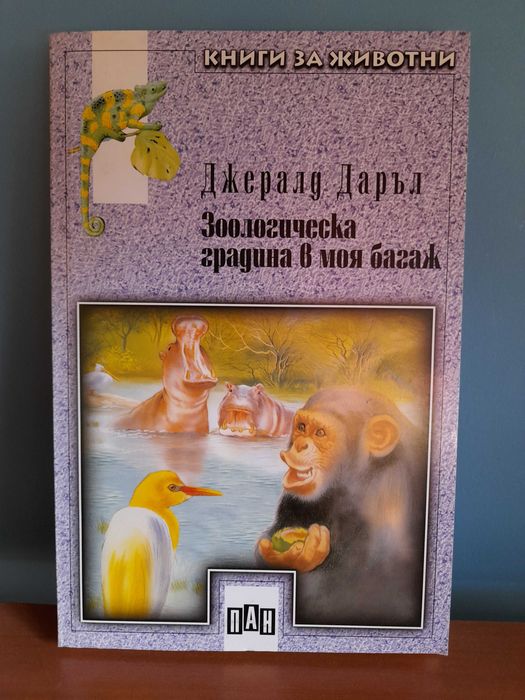 КНИГИ ЗА ЖИВОТНИ
Джералд Даръл
Зоологическа
градина в моя багаж
ПАН